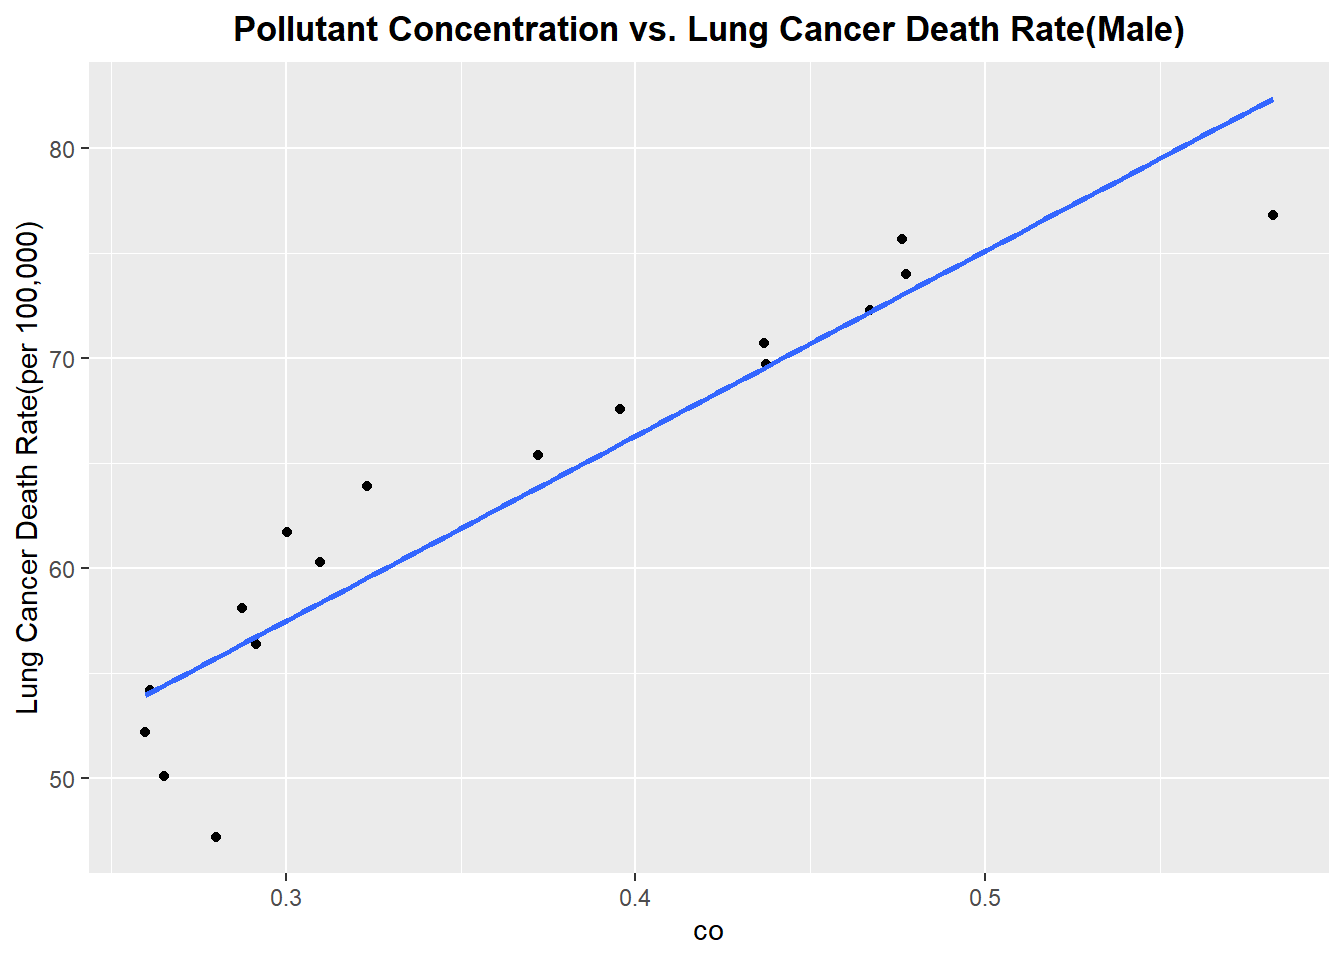 Pollutant Concentration vs. Lung Cancer Death Rate(Male)
Lung Cancer Death Rate(per 100,000)
80
70
60
50
0.3
0.4
0.5
co